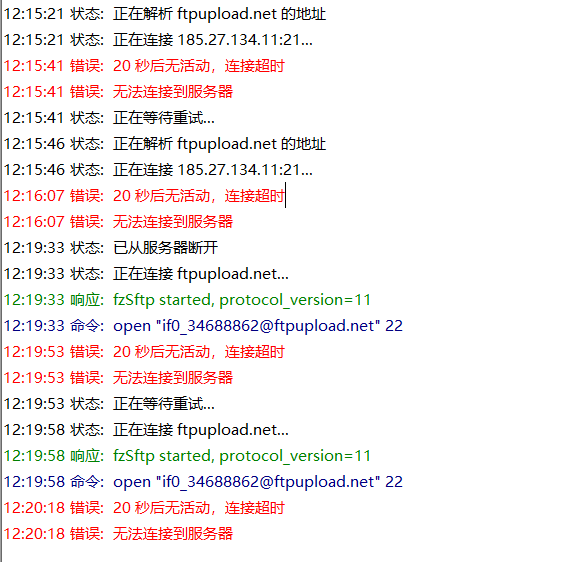 12:15:21 状态: 正在解析 ftpupload.net 的地址
12:15:21 状态: 正在连接 185.27.134.11:21...
12:15:41 错误: 20 秒后无活动，连接超时
12:15:41 错误: 无法连接到服务器
12:15:41 状态: 正在等待重试...
12:15:46 状态: 正在解析 ftpupload.net 的地址
12:15:46 状态: 正在连接 185.27.134.11:21...
12:16:07 错误: 20 秒后无活动，连接超时
12:16:07 错误: 无法连接到服务器
12:19:33 状态: 已从服务器断开
12:19:33 状态: 正在连接 ftpupload.net...
12:19:33 响应: fzSftp started, protocol_version=11
12:19:33 命令: open "if0_34688862@ftpupload.net" 22
12:19:53 错误: 20 秒后无活动，连接超时
12:19:53 错误: 无法连接到服务器
12:19:53 状态: 正在等待重试...
12:19:58 状态: 正在连接 ftpupload.net...
12:19:58 响应: fzSftp started, protocol_version=11
12:19:58 命令: open "if0_34688862@ftpupload.net" 22
12:20:18 错误: 20 秒后无活动，连接超时
12:20:18 错误: 无法连接到服务器